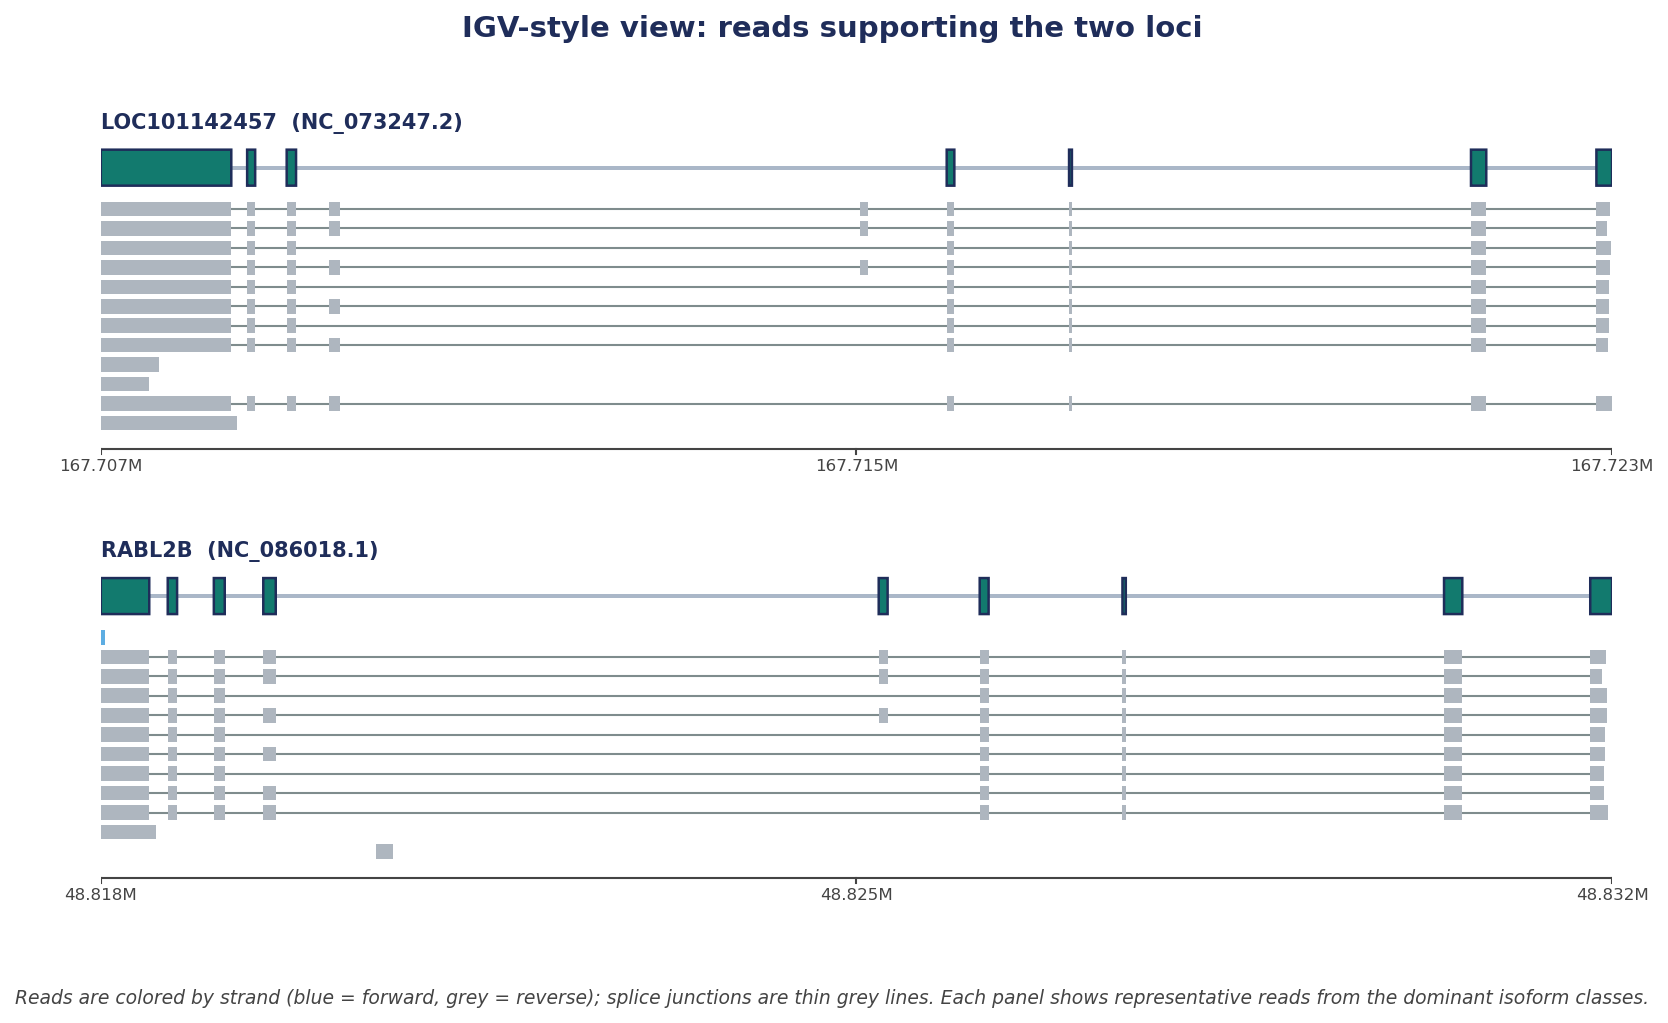 IGV-style view: reads supporting the two loci
LOC101142457 (NC_073247.2)
167.707M 167.715M 167.723M
RABL2B (NC_086018.1)
48.818M 48.825M 48.832M
Reads are colored by strand (blue = forward, grey = reverse); splice junctions are thin grey lines. Each panel shows representative reads from the dominant isoform classes.